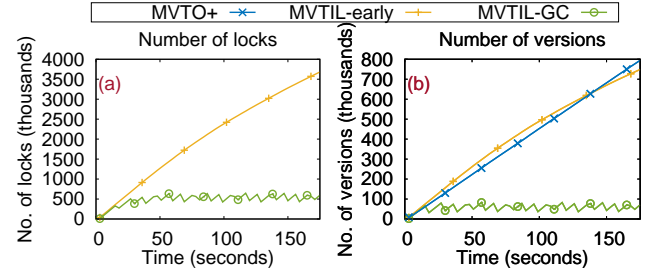 MVTO+ MVTIL-early MVTIL-GC
Number of locks
(a)
No. of locks (thousands)
4000
3500
3000
2500
2000
1500
1000
500
0
0 50 100 150
Time (seconds)
Number of versions
(b)
No. of versions (thousands)
800
700
600
500
400
300
200
100
0
0 50 100 150
Time (seconds)